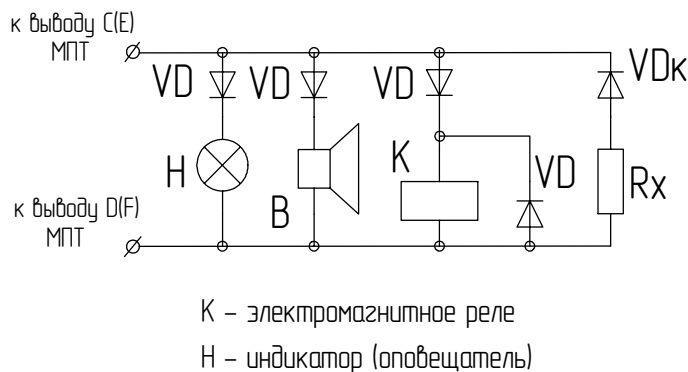 к выводу C(E)
МПТ
VD
VD
VD
VDк
H
B
K
VD
Rx
к выводу D(F)
МПТ
K – электромагнитное реле
H – индикатор (оповещатель)